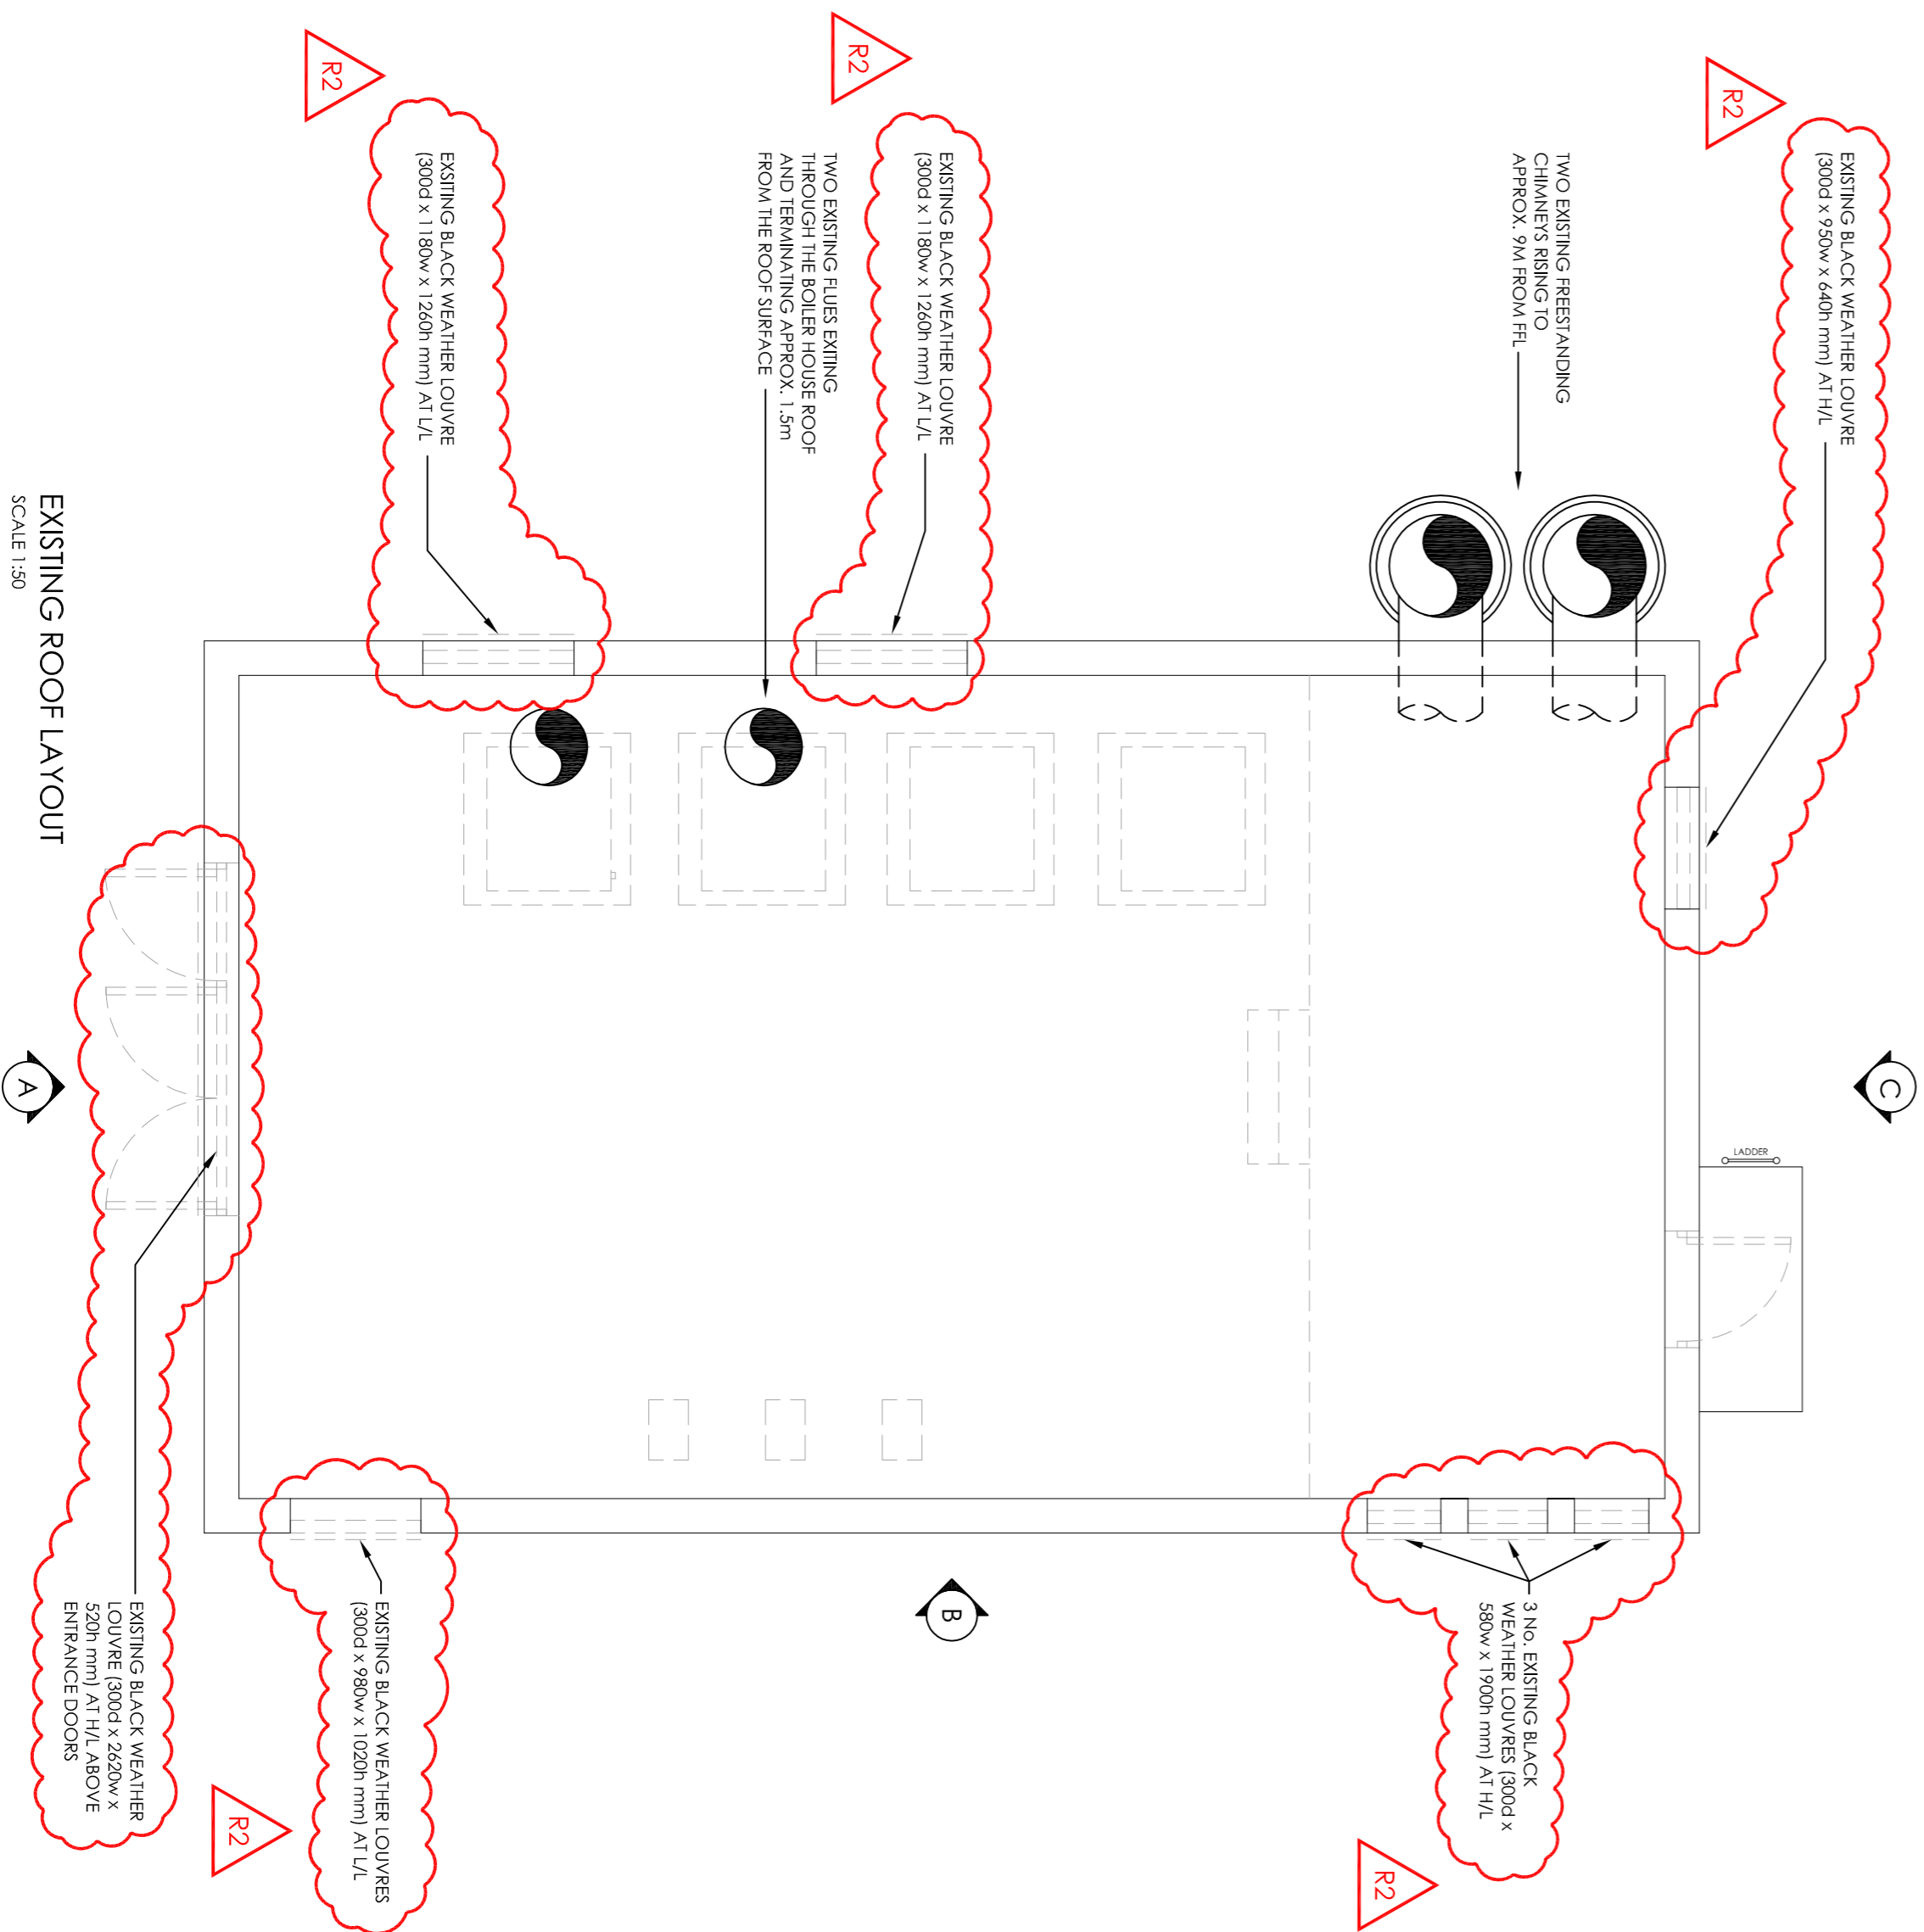 R2
EXISTING BLACK WEATHER LOUVRE
(300d x 950w x 640h mm) AT H/L
TWO EXISTING FREESTANDING
CHIMNEYS RISING TO
APPROX. 9M FROM FFL
R2
EXISTING BLACK WEATHER LOUVRE
(300d x 1180w x 1260h mm) AT L/L
TWO EXISTING FLUES EXITING
THROUGH THE BOILER HOUSE ROOF
AND TERMINATING APPROX. 1.5m
FROM THE ROOF SURFACE
R2
EXSITING BLACK WEATHER LOUVRE
(300d x 1180w x 1260h mm) AT L/L
C
LADDER
3 No. EXISTING BLACK
WEATHER LOUVRES (300d x
580w x 1900h mm) AT H/L
R2
B
EXISTING BLACK WEATHER LOUVRES
(300d x 980w x 1020h mm) AT L/L
R2
EXISTING BLACK WEATHER
LOUVRE (300d x 2620w x
520h mm) AT H/L ABOVE
ENTRANCE DOORS
A
EXISTING ROOF LAYOUT
SCALE 1:50